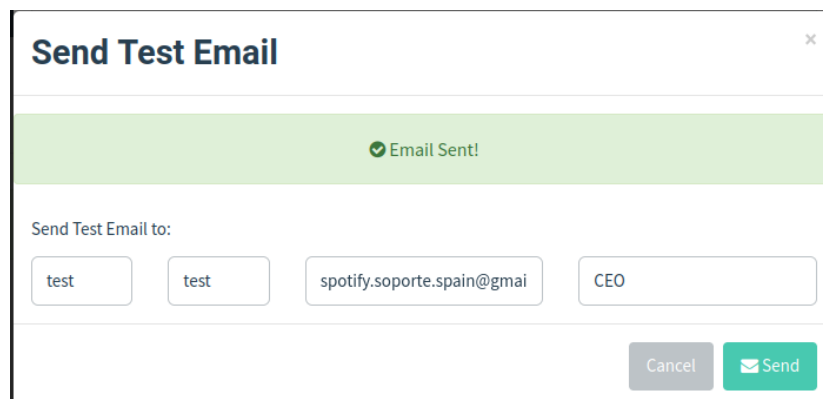 Send Test Email
×
Email Sent!
Send Test Email to:
test test spotify.soporte.spain@gmai CEO
Cancel Send